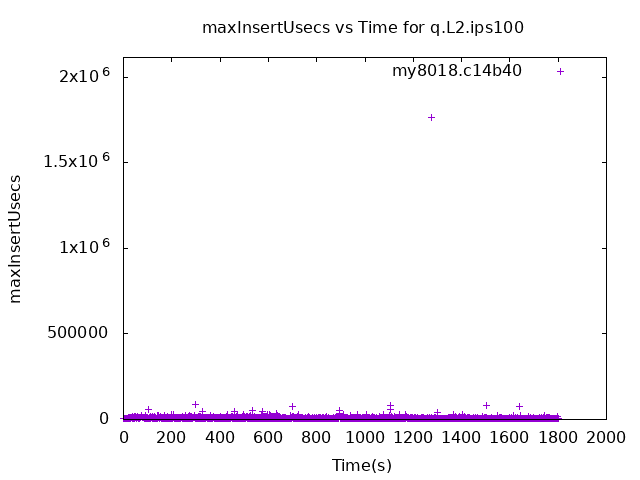 maxInsertUsecs vs Time for q.L2.ips100
my8018.c14b40
2x10^6
1.5x10^6
1x10^6
500000
0
maxInsertUsecs
0 200 400 600 800 1000 1200 1400 1600 1800 2000
Time(s)